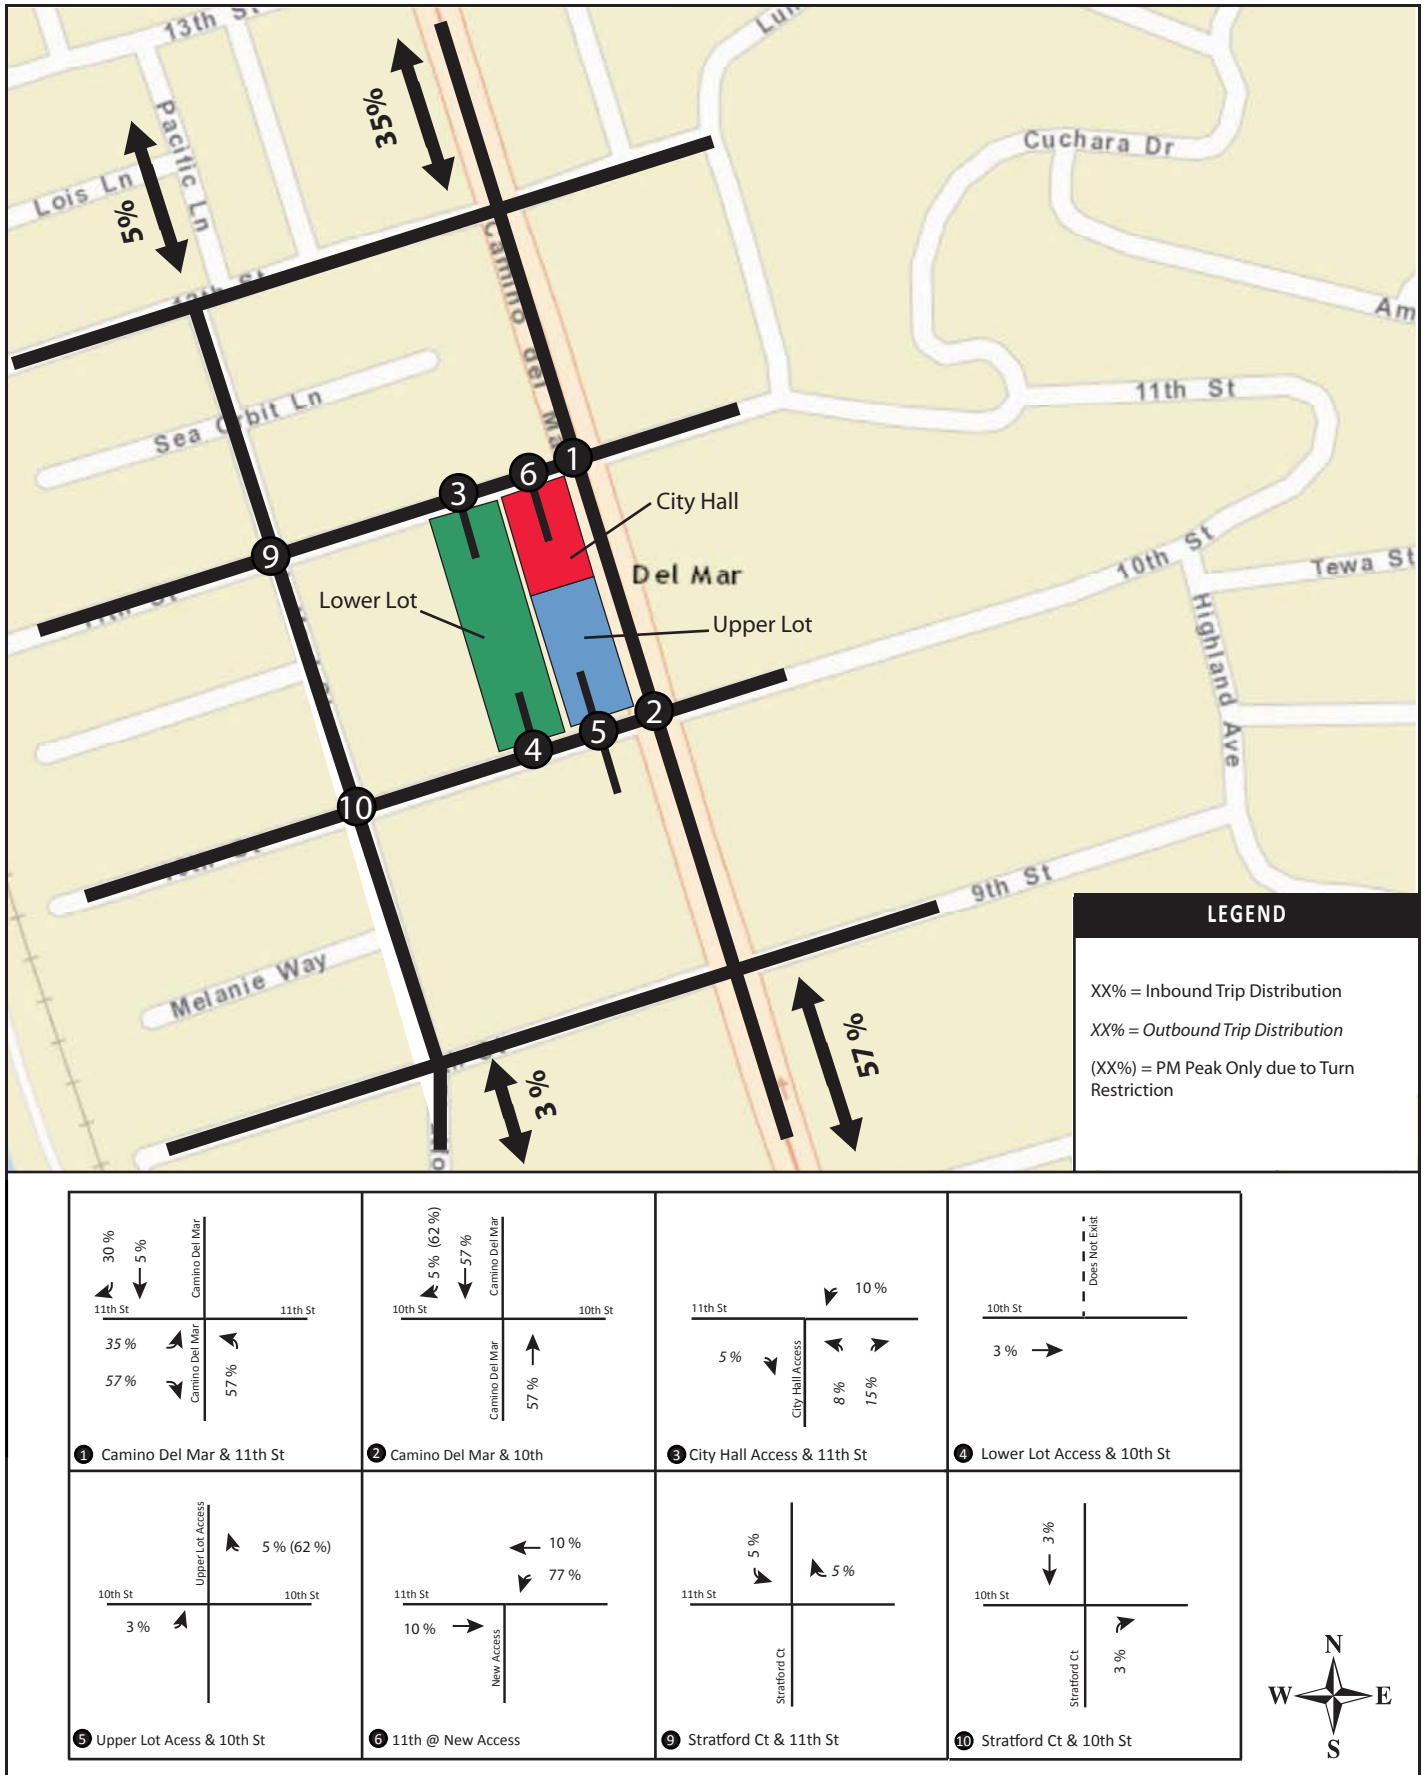 13th St
Lun
35%
Pacific Ln
Cuchara Dr
Lois Ln
5%
Camino del Ma
12th St
Am
11th St
Sea Orbit Ln
1
6
3
City Hall
9
Del Mar
10th St
Tewa St
Lower Lot
Upper Lot
11th St
Highland Ave
2
5
4
10
10th St
9th St
Melanie Way
57%
3%
LEGEND
XX% = Inbound Trip Distribution
XX% = Outbound Trip Distribution
(XX%) = PM Peak Only due to Turn
Restriction
30 %
5 %
Camino Del Mar
11th St
11th St
35 %
57 %
Camino Del Mar
57 %
1 Camino Del Mar & 11th St
5 % (62 %)
57 %
Camino Del Mar
10th St
10th St
Camino Del Mar
57 %
2 Camino Del Mar & 10th
10 %
11th St
5 %
City Hall Access
8 %
15 %
3 City Hall Access & 11th St
Does Not Exist
10th St
3 %
4 Lower Lot Access & 10th St
Upper Lot Access
5 % (62 %)
10th St
10th St
3 %
5 Upper Lot Acess & 10th St
10 %
77 %
11th St
10 %
New Access
6 11th @ New Access
5 %
5 %
11th St
Stratford Ct
9 Stratford Ct & 11th St
3 %
10th St
Stratford Ct
3 %
10 Stratford Ct & 10th St
N
W E
S